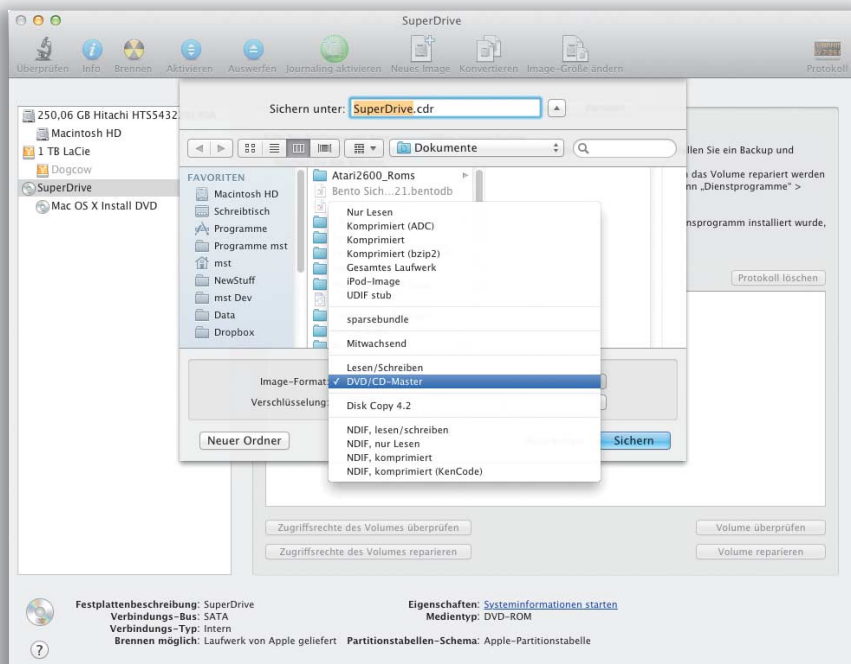 SuperDrive
Überprüfen Info Brennen Aktivieren Auswerfen Journaling aktivieren Neues Image Konvertieren Image-Größe ändern Protokoll
Sichern unter: SuperDrive.cdr
Dokumente
250,06 GB Hitachi HTS5432
Macintosh HD
1 TB LaCie
Dogcow
SuperDrive
Mac OS X Install DVD
FAVORITEN
Macintosh HD
Schreibtisch
Programme
Programme mst
mst
NewStuff
mst Dev
Data
Dropbox
Atari2600_Roms
Bento Sich...21.bentodb
Nur Lesen
Komprimiert (ADC)
Komprimiert
Komprimiert (bzip2)
Gesamtes Laufwerk
iPod-Image
UDIF stub
sparsebundle
Mitwachsend
Lesen/Schreiben
✓ DVD/CD-Master
Disk Copy 4.2
NDIF, lesen/schreiben
NDIF, nur Lesen
NDIF, komprimiert
NDIF, komprimiert (KenCode)
Image-Format:
Verschlüsselung:
Neuer Ordner
Sichern
llen Sie ein Backup und
das Volume repariert werden
nn „Dienstprogramme“ >
nsprogramm installiert wurde,
Protokoll löschen
Zugriffsrechte des Volumes überprüfen
Volume überprüfen
Zugriffsrechte des Volumes reparieren
Volume reparieren
Festplattenbeschreibung: SuperDrive
Verbindungs-Bus: SATA
Verbindungs-Typ: Intern
Brennen möglich: Laufwerk von Apple geliefert
Eigenschaften: Systeminformationen starten
Medientyp: DVD-ROM
Partitionstabellen-Schema: Apple-Partitionstabelle
?